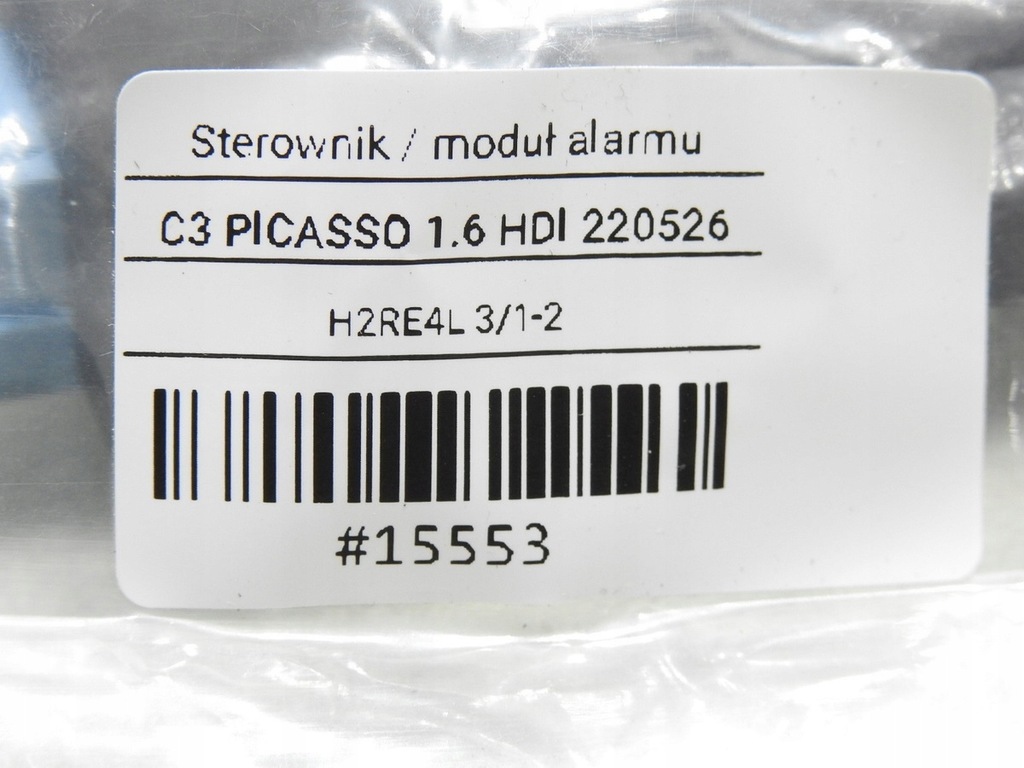 Sterownik / moduł alarmu
C3 PICASSO 1.6 HDI 220526
H2RE4L 3/1-2
#15553